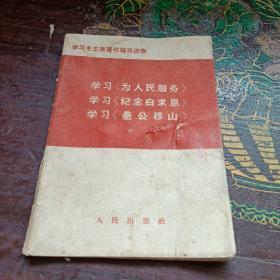 学习毛主席著作辅导读物
学习〈为人民服务〉
学习〈纪念白求恩〉
学习〈愚公移山〉
人民出版社